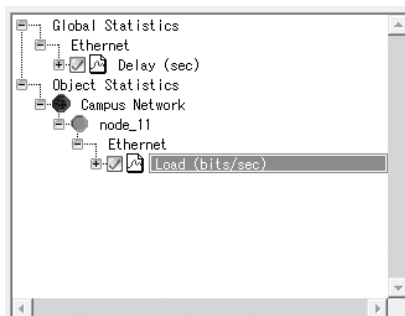 Global Statistics
Ethernet
Delay (sec)
Object Statistics
Campus Network
node_11
Ethernet
Load (bits/sec)